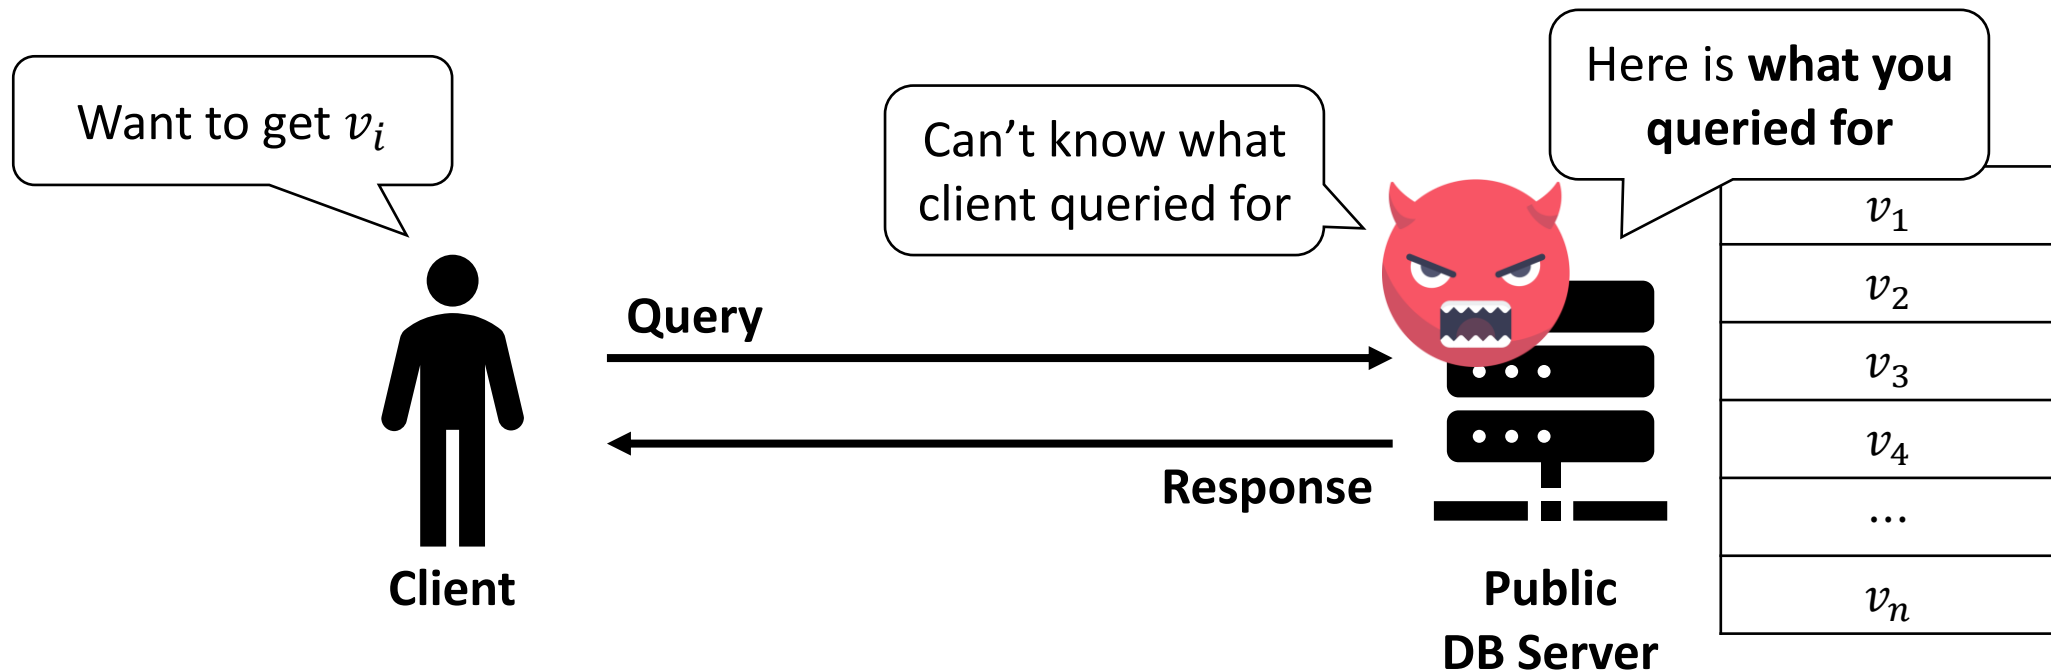 Want to get v_i
Can’t know what
client queried for
Here is what you
queried for
Query
Response
Client
Public
DB Server
v_1
v_2
v_3
v_4
...
v_n